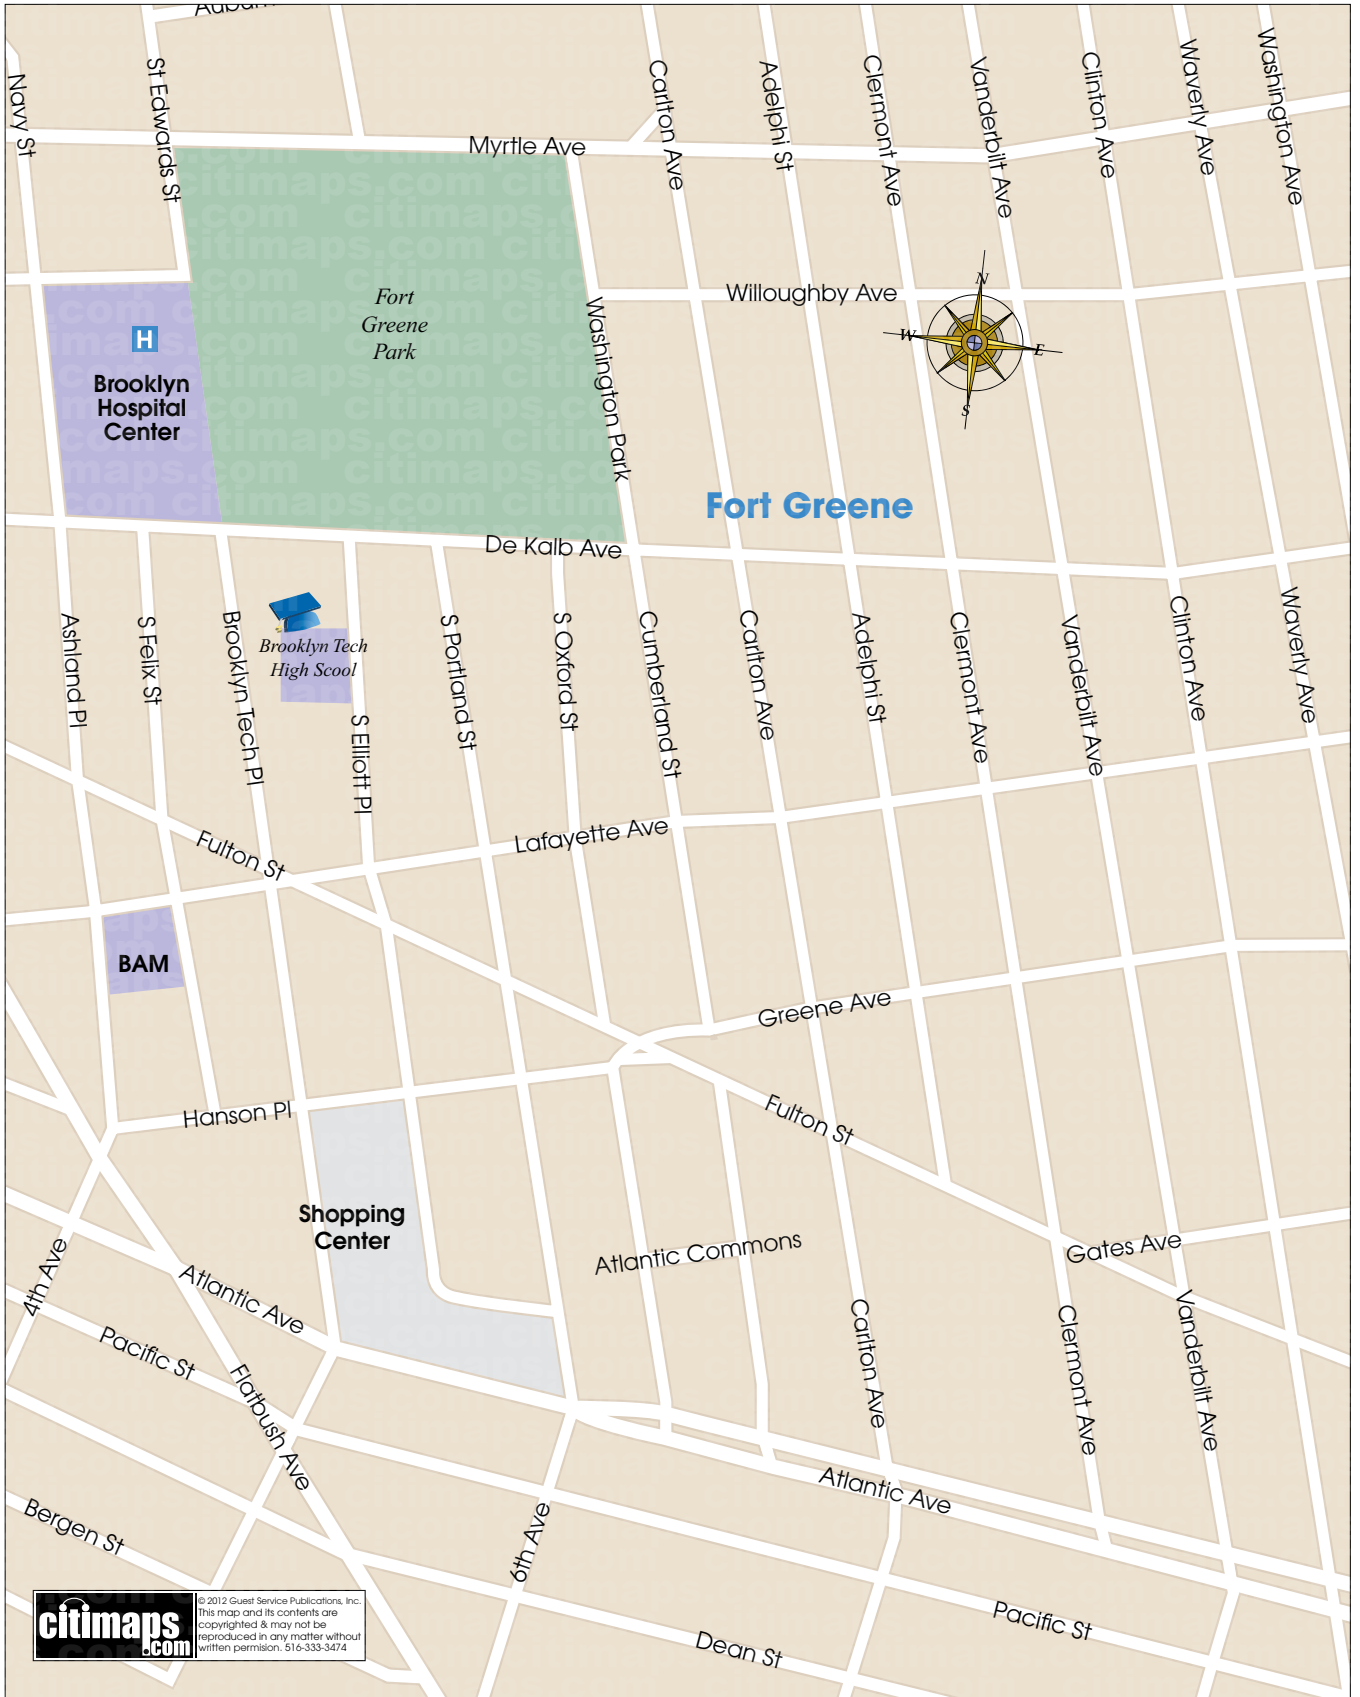 Auburn
Navy St
St Edwards St
Carlton Ave
Adelphi St
Clermont Ave
Vanderbilt Ave
Clinton Ave
Waverly Ave
Washington Ave
Myrtle Ave
Willoughby Ave
N
W
E
S
Fort
Greene
Park
Washington Park
H
Brooklyn
Hospital
Center
Fort Greene
De Kalb Ave
Ashland Pl
S Felix St
Brooklyn Tech Pl
Brooklyn Tech
High Scool
S Elliott Pl
S Portland St
S Oxford St
Cumberland St
Carlton Ave
Adelphi St
Clermont Ave
Vanderbilt Ave
Clinton Ave
Waverly Ave
Fulton St
Lafayette Ave
BAM
Greene Ave
Hanson Pl
Fulton St
Shopping
Center
Atlantic Commons
Gates Ave
4th Ave
Atlantic Ave
Pacific St
Flatbush Ave
Carlton Ave
Clermont Ave
Vanderbilt Ave
Atlantic Ave
6th Ave
Bergen St
Pacific St
Dean St
citimaps
.com
© 2012 Guest Service Publications, Inc.
This map and its contents are
copyrighted & may not be
reproduced in any matter without
written permision. 516-333-3474